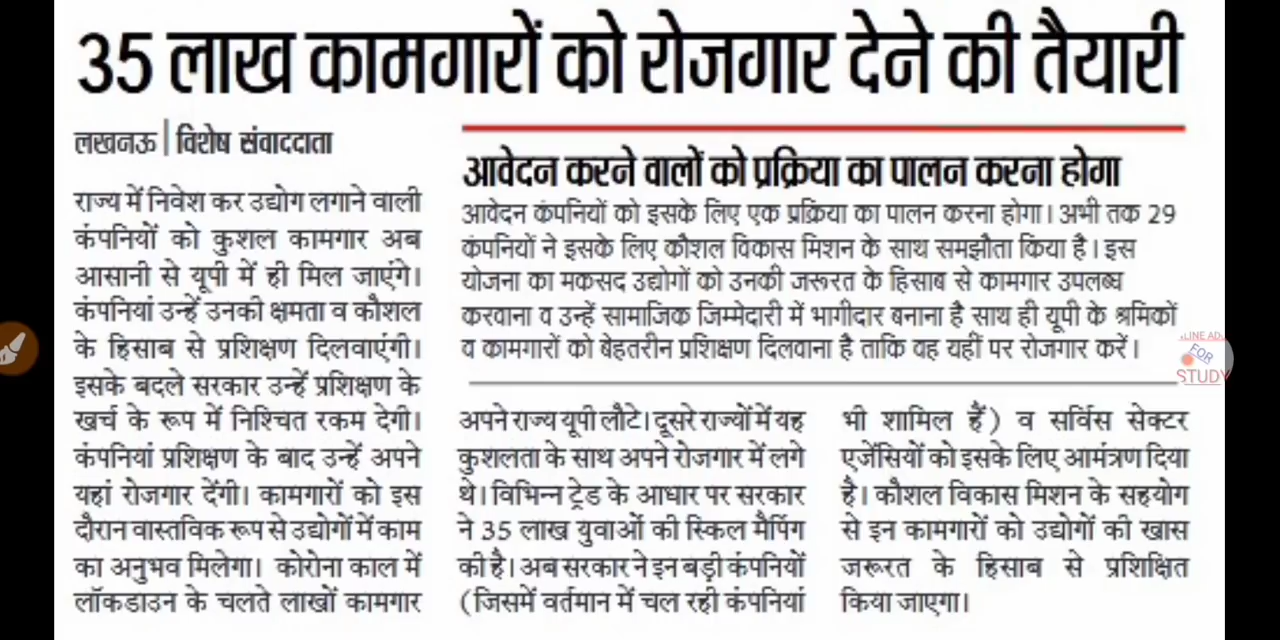 35 लाख कामगारों को रोजगार देने की तैयारी
लखनऊ | विशेष संवाददाता
राज्य में निवेश कर उद्योग लगाने वाली
कंपनियों को कुशल कामगार अब
आसानी से यूपी में ही मिल जाएंगे।
कंपनियां उन्हें उनकी क्षमता व कौशल
के हिसाब से प्रशिक्षण दिलवाएंगी।
इसके बदले सरकार उन्हें प्रशिक्षण के
खर्च के रूप में निश्चित रकम देगी।
कंपनियां प्रशिक्षण के बाद उन्हें अपने
यहां रोजगार देंगी। कामगारों को इस
दौरान वास्तविक रूप से उद्योगों में काम
का अनुभव मिलेगा। कोरोना काल में
लॉकडाउन के चलते लाखों कामगार
आवेदन करने वालों को प्रक्रिया का पालन करना होगा
आवेदन कंपनियों को इसके लिए एक प्रक्रिया का पालन करना होगा। अभी तक 29
कंपनियों ने इसके लिए कौशल विकास मिशन के साथ समझौता किया है। इस
योजना का मकसद उद्योगों को उनकी जरूरत के हिसाब से कामगार उपलब्ध
करवाना व उन्हें सामाजिक जिम्मेदारी में भागीदार बनाना है साथ ही यूपी के श्रमिकों
व कामगारों को बेहतरीन प्रशिक्षण दिलवाना है ताकि वह यहीं पर रोजगार करें।
अपने राज्य यूपी लौटे। दूसरे राज्यों में यह
कुशलता के साथ अपने रोजगार में लगे
थे। विभिन्न ट्रेड के आधार पर सरकार
ने 35 लाख युवाओं की स्किल मैपिंग
की है। अब सरकार ने इन बड़ी कंपनियों
(जिसमें वर्तमान में चल रही कंपनियां
भी शामिल हैं) व सर्विस सेक्टर
एजेंसियों को इसके लिए आमंत्रण दिया
है। कौशल विकास मिशन के सहयोग
से इन कामगारों को उद्योगों की खास
जरूरत के हिसाब से प्रशिक्षित
किया जाएगा।
LINE AD
FOR
STUDY